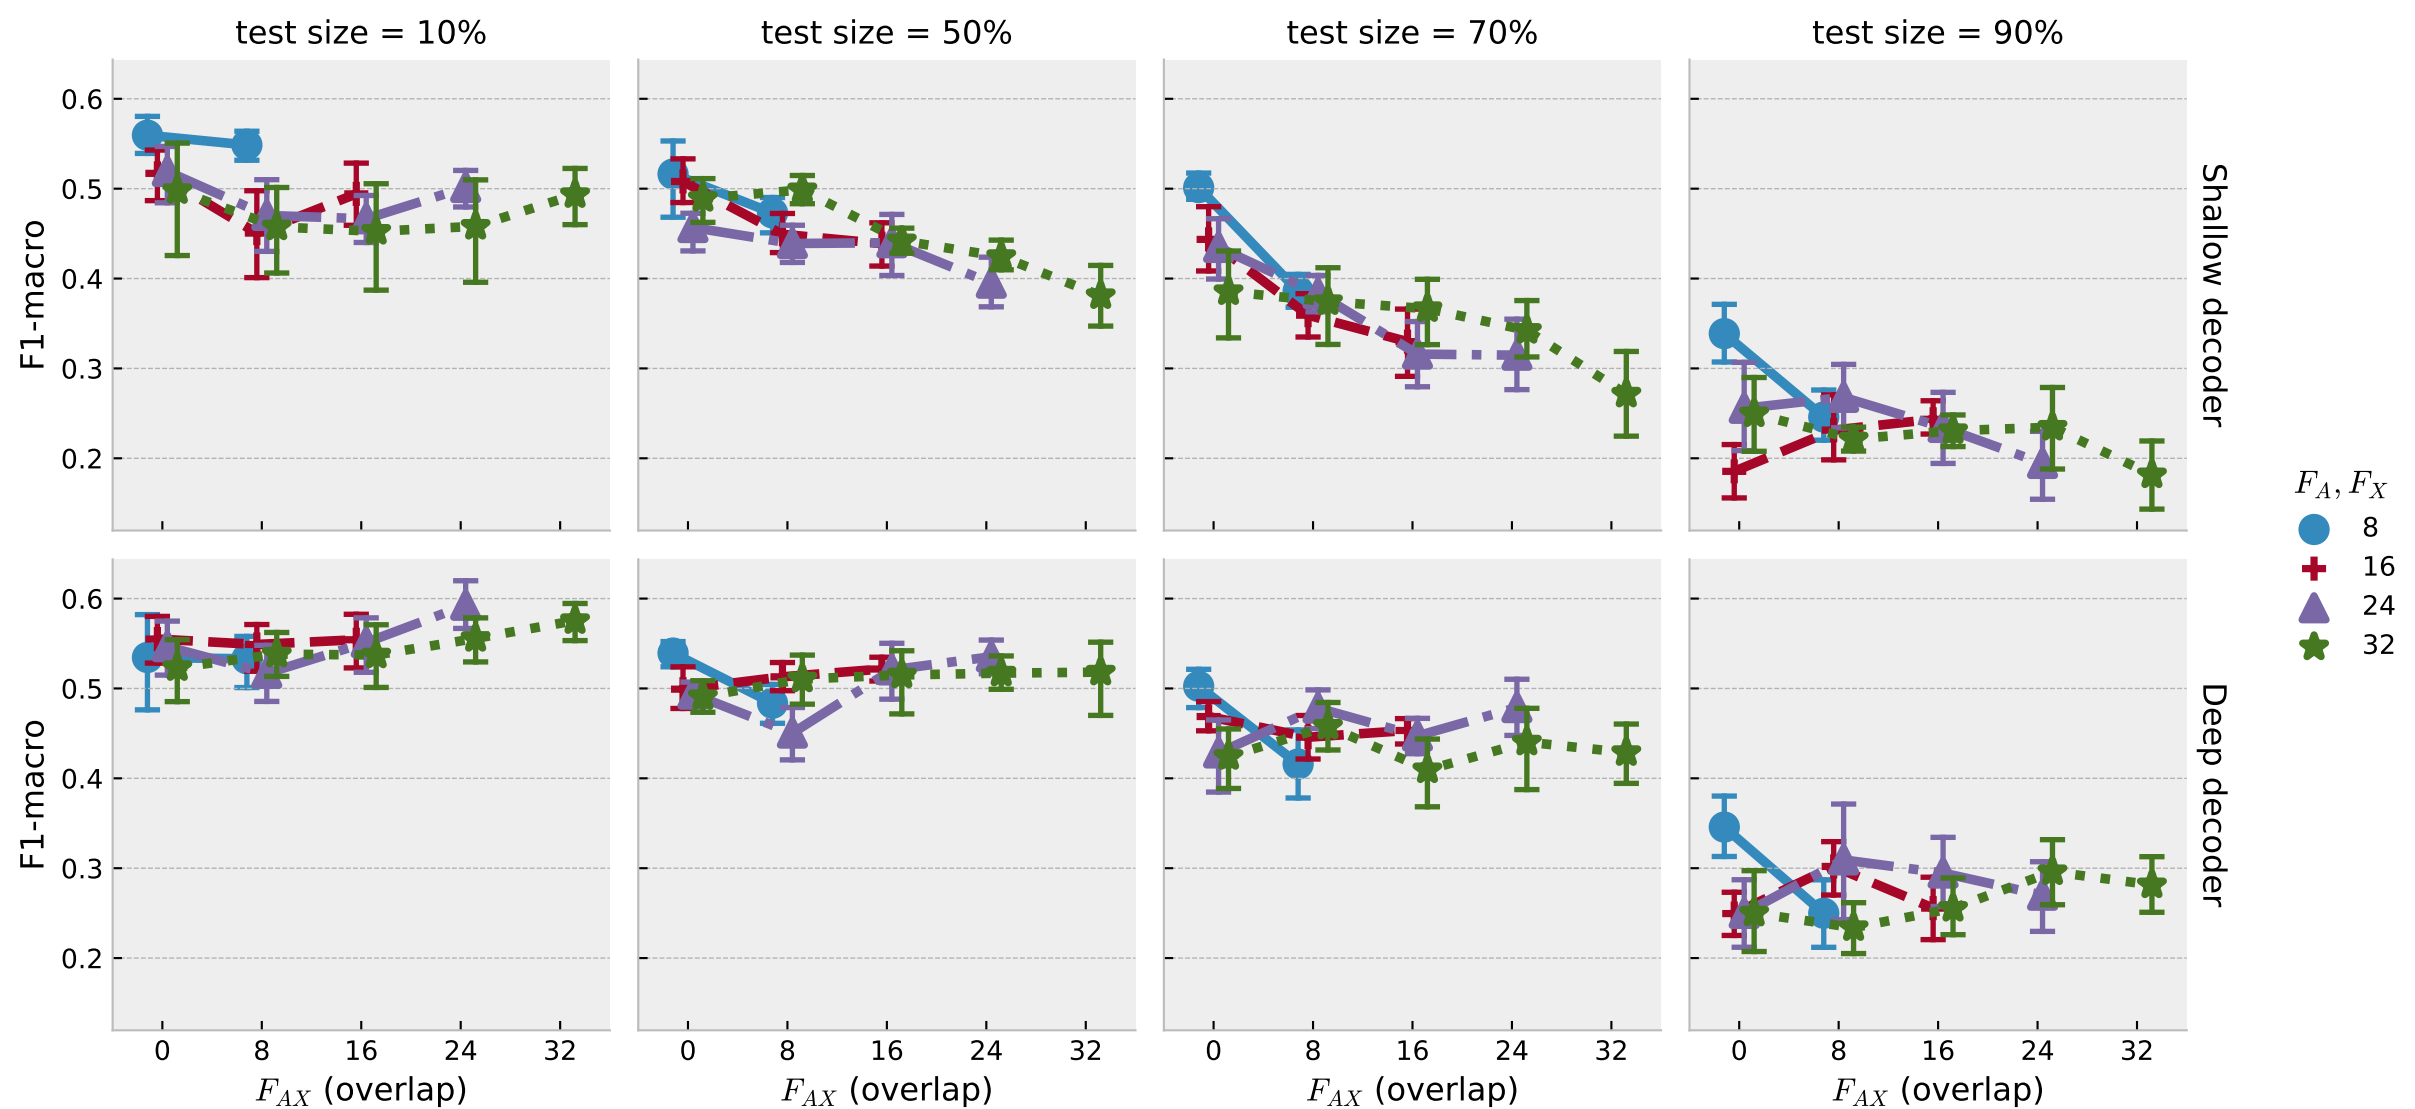 test size = 10% test size = 50% test size = 70% test size = 90%
F1-macro
0.6
0.5
0.4
0.3
0.2
Shallow decoder
F1-macro
0.6
0.5
0.4
0.3
0.2
Deep decoder
0 8 16 24 32 0 8 16 24 32 0 8 16 24 32 0 8 16 24 32
F_AX (overlap) F_AX (overlap) F_AX (overlap) F_AX (overlap)
F_A, F_X
8
16
24
32